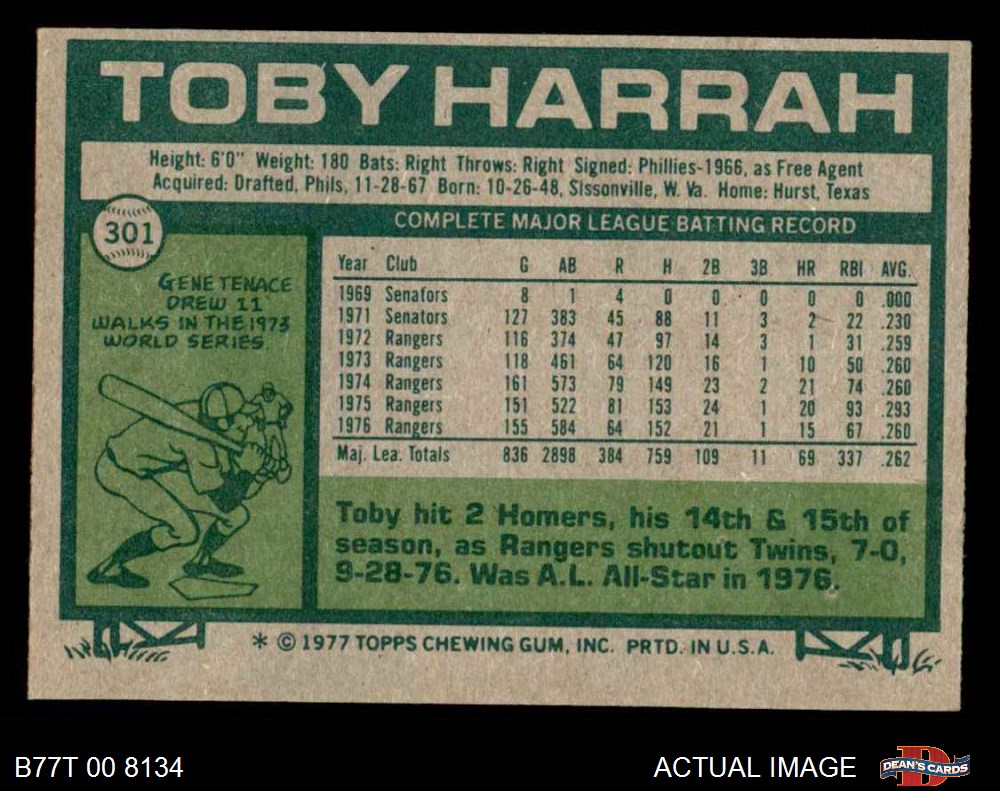 TOBY HARRAH
Height: 6'0" Weight: 180 Bats: Right Throws: Right Signed: Phillies-1966, as Free Agent
Acquired: Drafted, Phils, 11-28-67 Born: 10-26-48, Sissonville, W. Va. Home: Hurst, Texas
301
COMPLETE MAJOR LEAGUE BATTING RECORD
GENE TENACE
DREW 11
WALKS IN THE 1973
WORLD SERIES.
Year Club G AB R H 2B 3B HR RBI AVG.
1969 Senators 8 1 4 0 0 0 0 0 .000
1971 Senators 127 383 45 88 11 3 2 22 .230
1972 Rangers 116 374 47 97 14 3 1 31 .259
1973 Rangers 118 461 64 120 16 1 10 50 .260
1974 Rangers 161 573 79 149 23 2 21 74 .260
1975 Rangers 151 522 81 153 24 1 20 93 .293
1976 Rangers 155 584 64 152 21 1 15 67 .260
Maj. Lea. Totals 836 2898 384 759 109 11 69 337 .262
Toby hit 2 Homers, his 14th & 15th of
season, as Rangers shutout Twins, 7-0,
9-28-76. Was A.L. All-Star in 1976.
* © 1977 TOPPS CHEWING GUM, INC. PRTD. IN U.S.A.
B77T 00 8134
ACTUAL IMAGE
D
DEAN'S CARDS